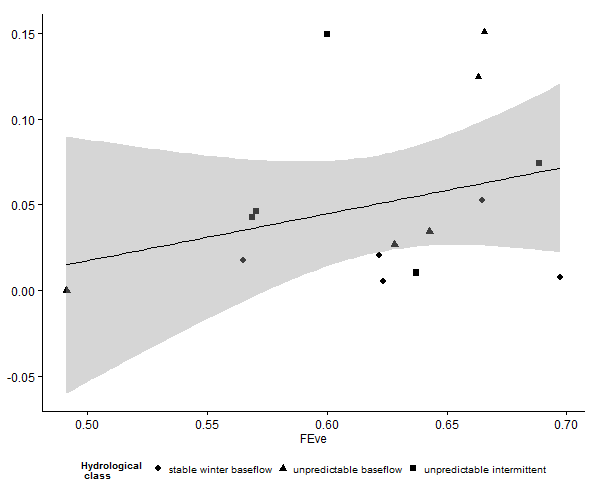 0.15
0.10
0.05
0.00
-0.05
0.50 0.55 0.60 0.65 0.70
FEve
Hydrological
class
stable winter baseflow unpredictable baseflow unpredictable intermittent